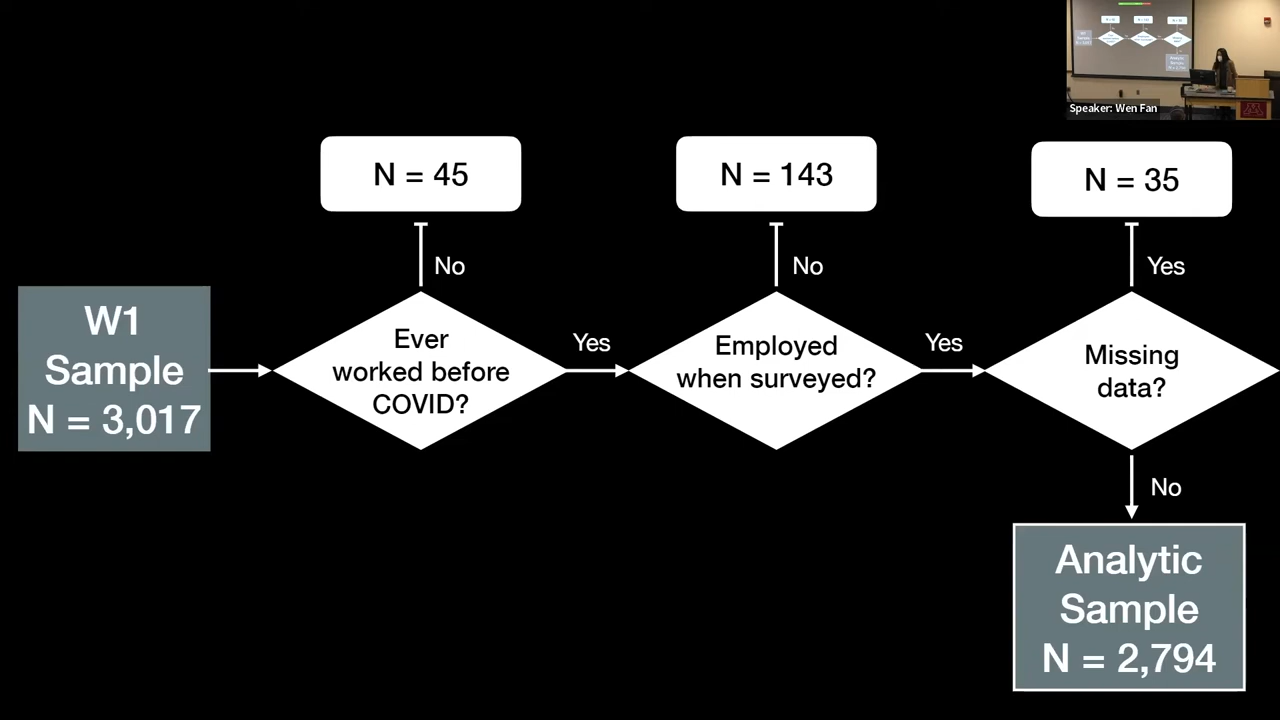 Speaker: Wen Fan
N = 45
N = 143
N = 35
No
No
Yes
W1
Sample
N = 3,017
Ever
worked before
COVID?
Yes
Employed
when surveyed?
Yes
Missing
data?
No
Analytic
Sample
N = 2,794